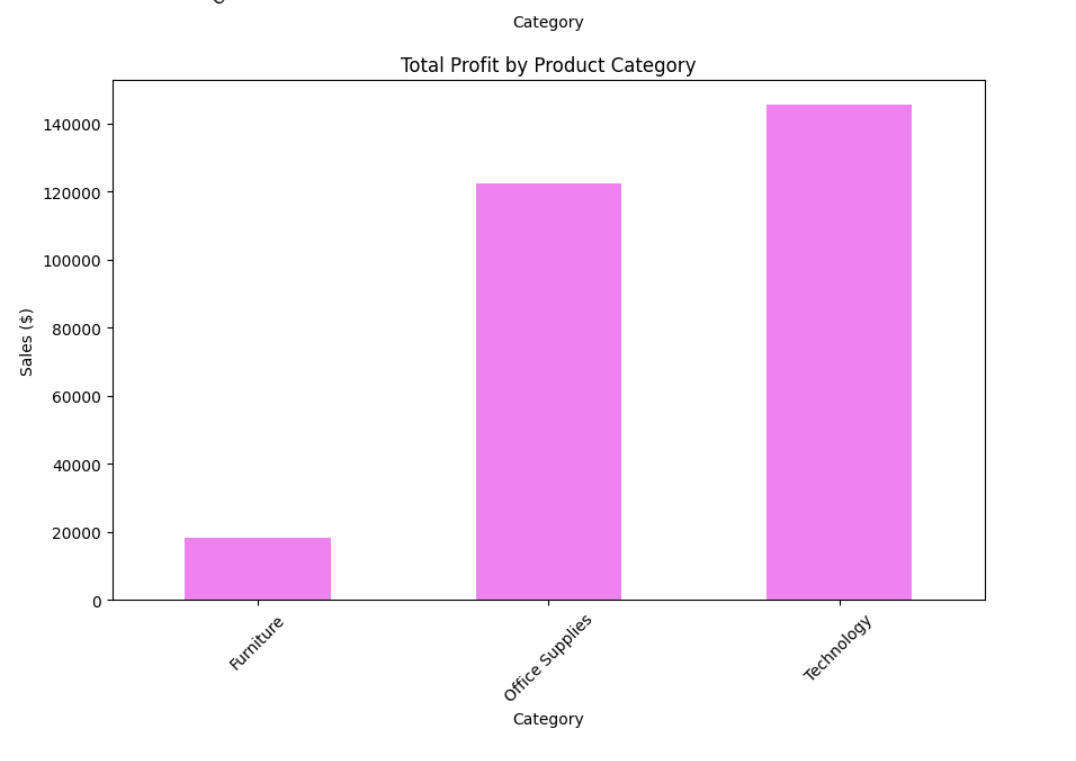 Category
Total Profit by Product Category
140000
120000
100000
80000
60000
40000
20000
0
Sales ($)
Furniture
Office Supplies
Technology
Category